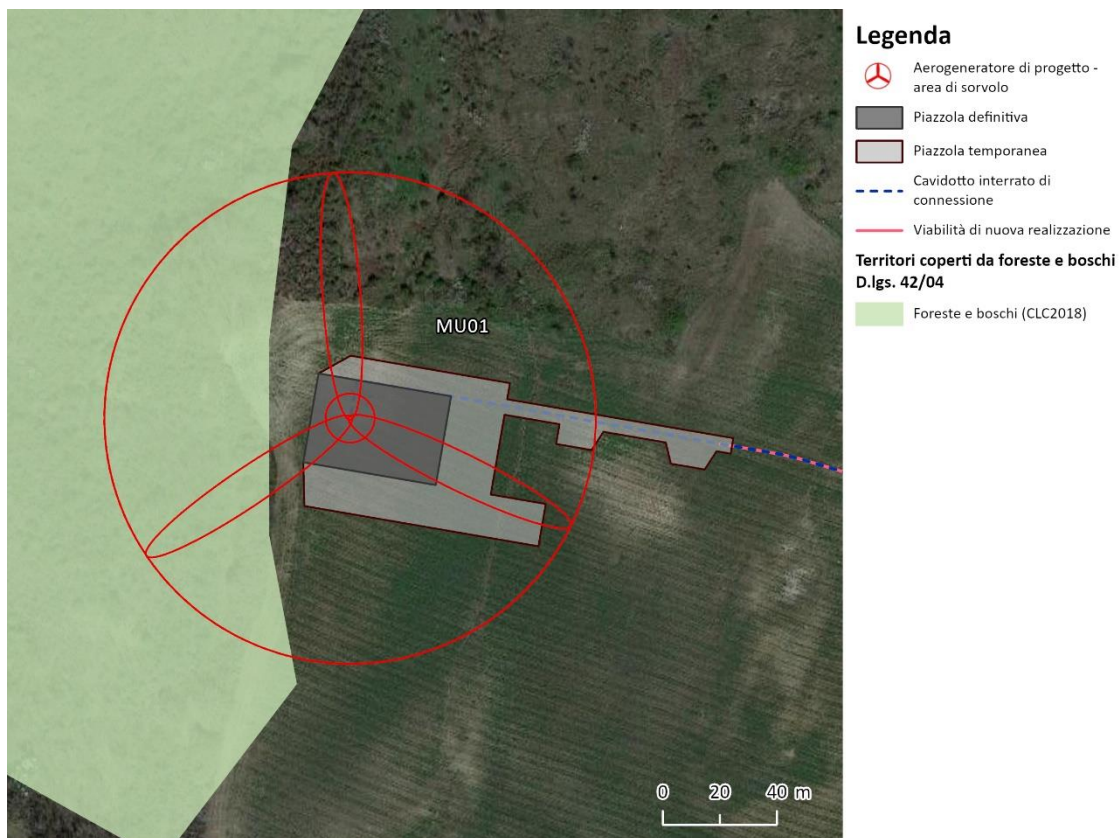 Legenda
Aerogeneratore di progetto -
area di sorvolo
Piazzola definitiva
Piazzola temporanea
Cavidotto interrato di
connessione
Viabilità di nuova realizzazione
Territori coperti da foreste e boschi
D.lgs. 42/04
Foreste e boschi (CLC2018)
MU01
0 20 40 m